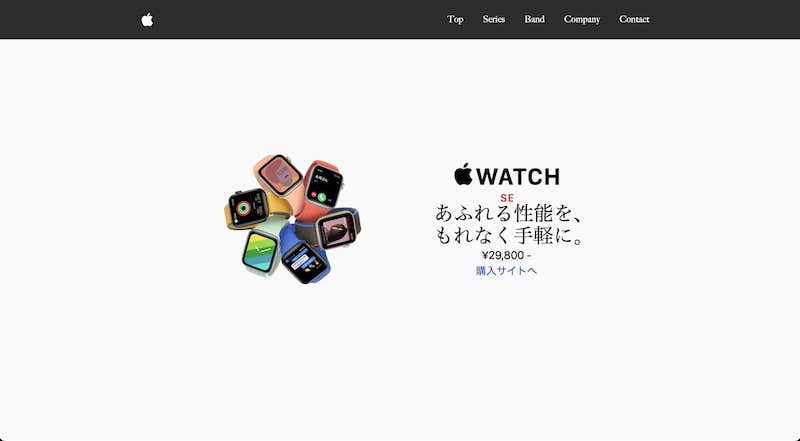 Top Series Band Company Contact
WATCH
SE
あふれる性能を、
もれなく手軽に。
¥29,800 -
購入サイトへ